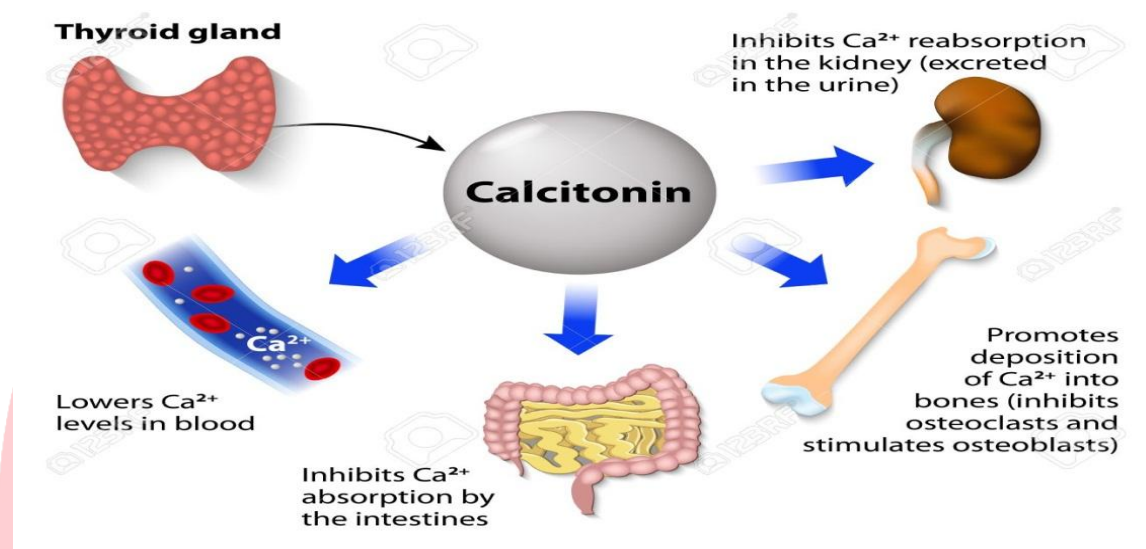 Thyroid gland
Inhibits Ca²⁺ reabsorption
in the kidney (excreted
in the urine)
Calcitonin
Ca²⁺
Lowers Ca²⁺
levels in blood
Inhibits Ca²⁺
absorption by
the intestines
Promotes
deposition
of Ca²⁺ into
bones (inhibits
osteoclasts and
stimulates osteoblasts)
123RF